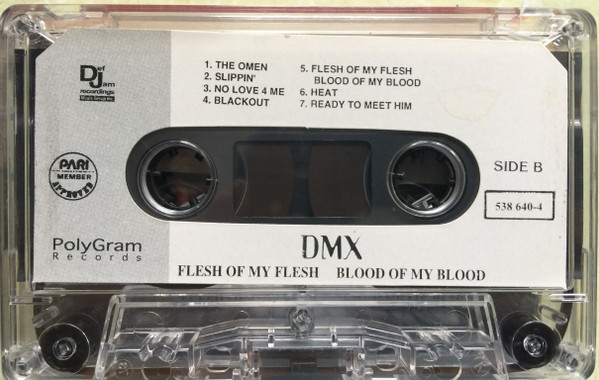 Def
Jam
recordings
1. THE OMEN
2. SLIPPIN'
3. NO LOVE 4 ME
4. BLACKOUT
5. FLESH OF MY FLESH
BLOOD OF MY BLOOD
6. HEAT
7. READY TO MEET HIM
PARI
MEMBER
APPROVED
SIDE B
538 640-4
PolyGram
Records
DMX
FLESH OF MY FLESH BLOOD OF MY BLOOD